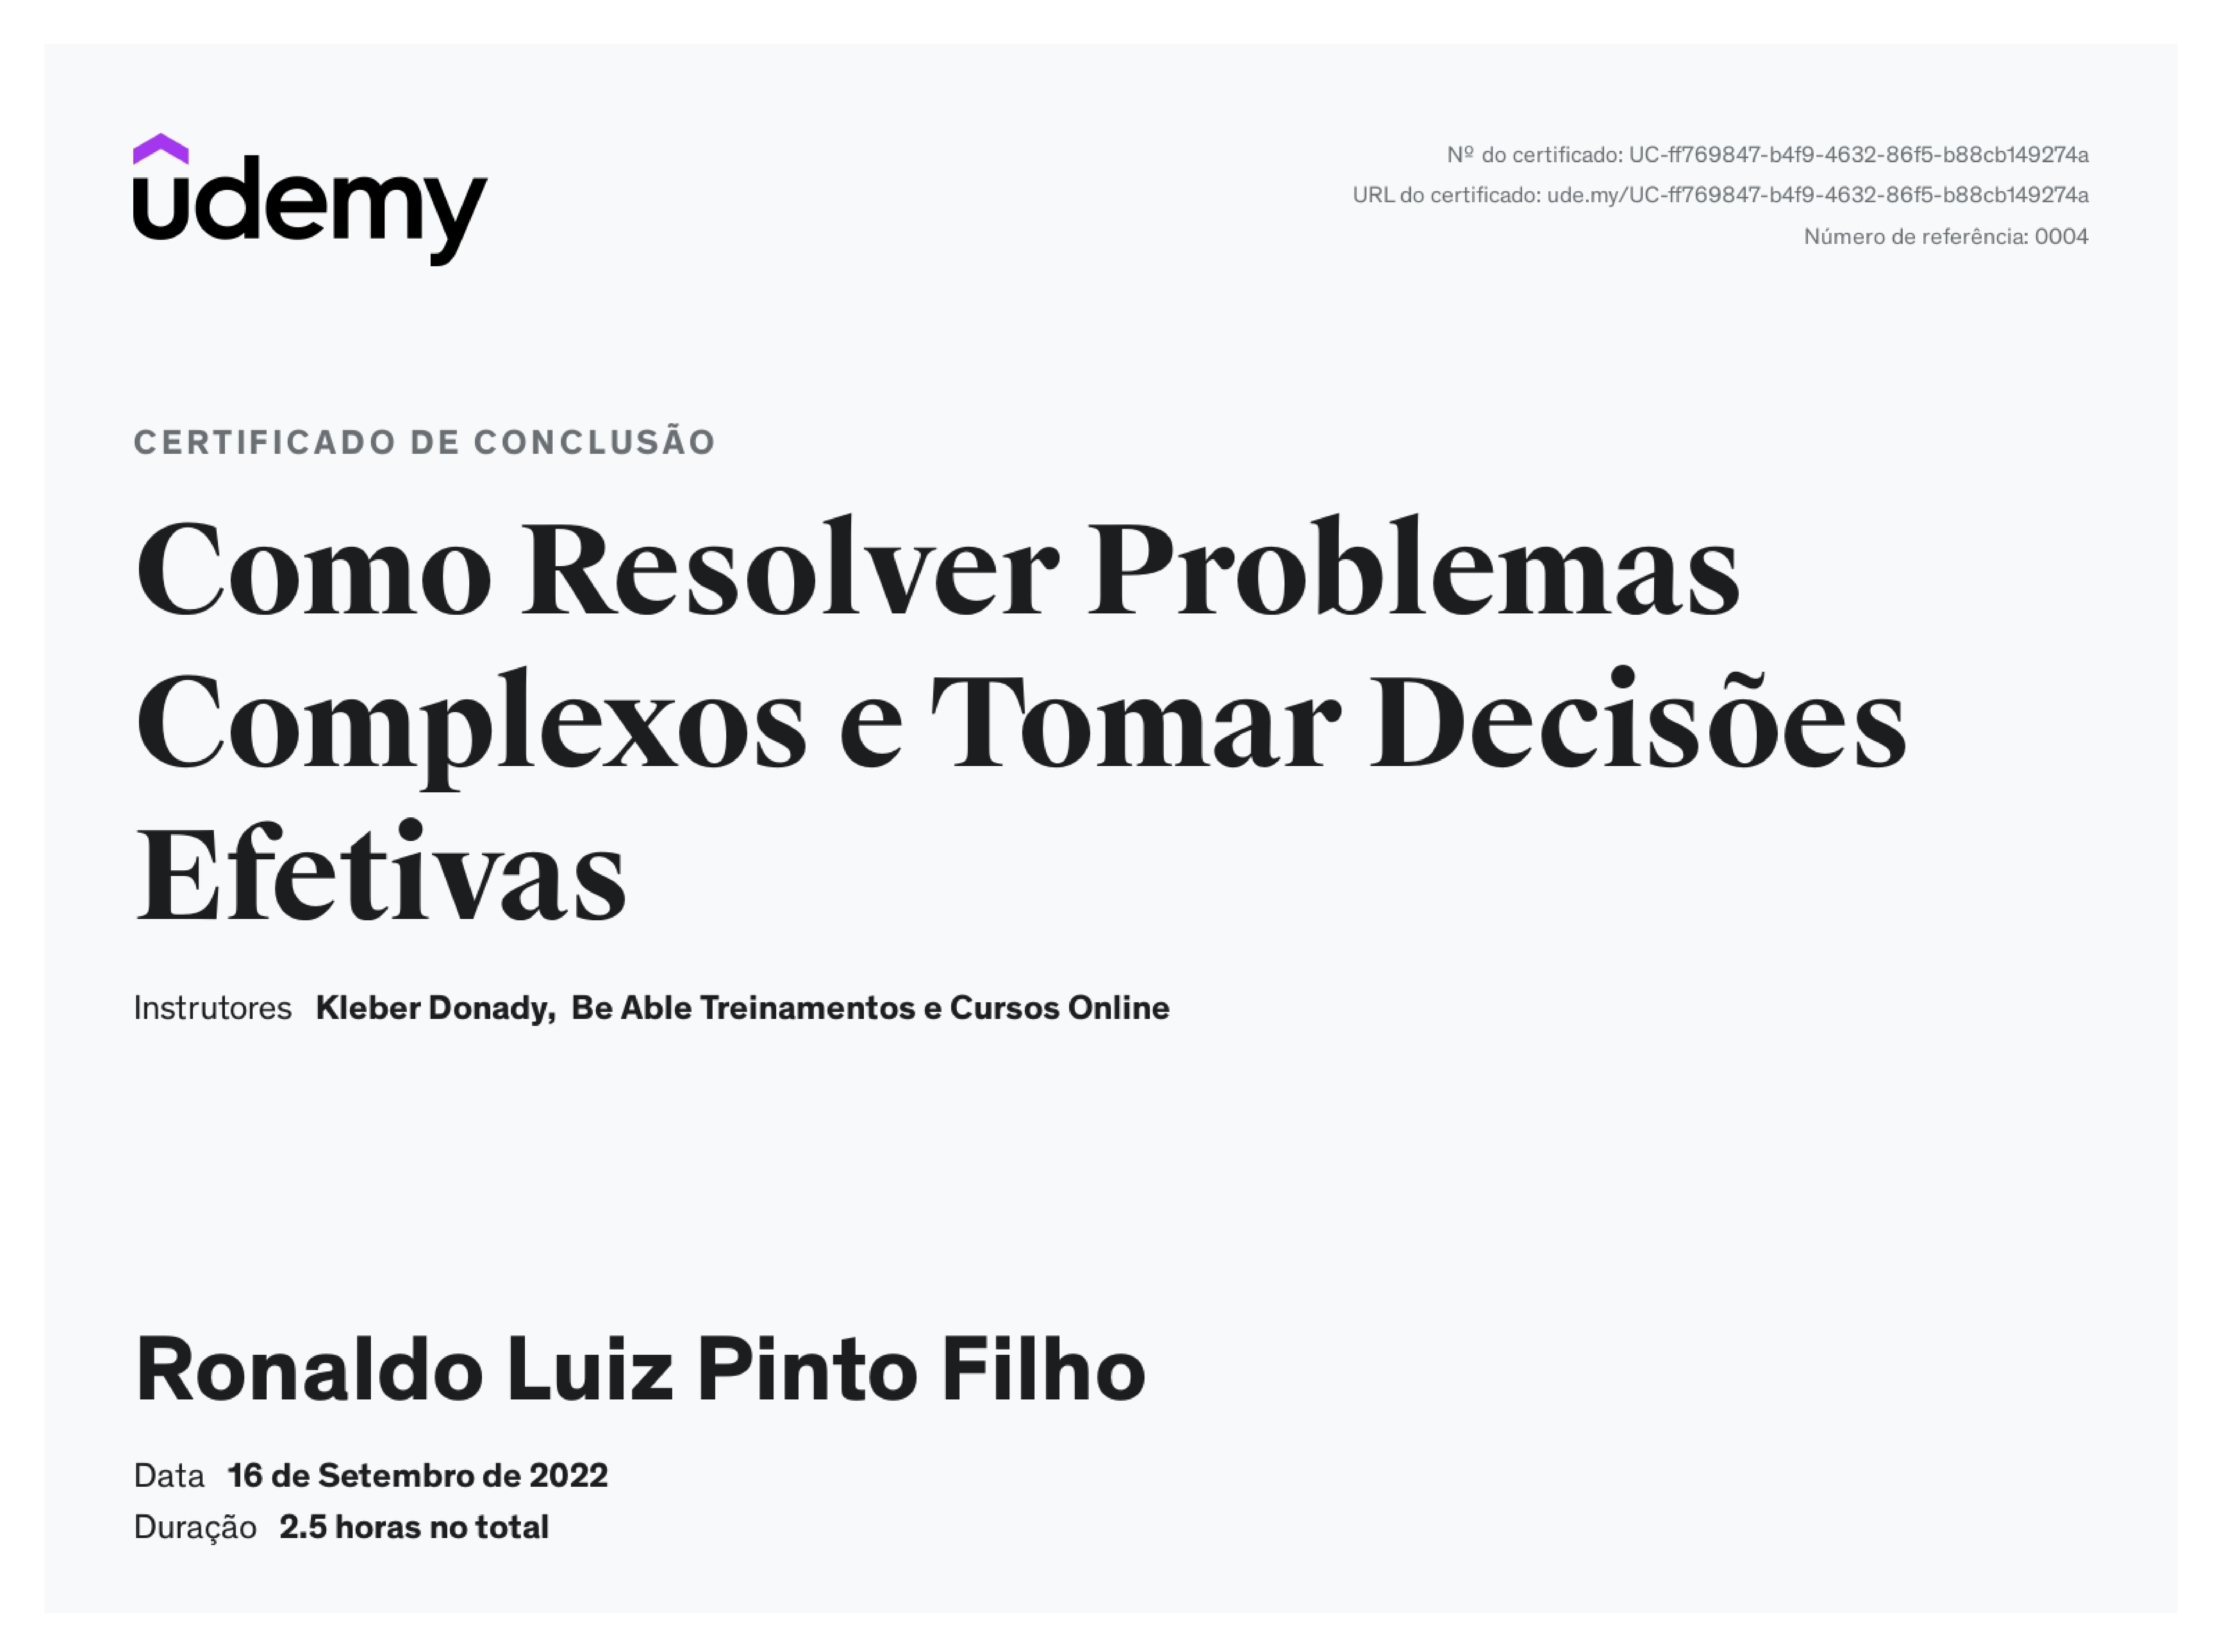 udemy
Nº do certificado: UC-ff769847-b4f9-4632-86f5-b88cb149274a
URL do certificado: ude.my/UC-ff769847-b4f9-4632-86f5-b88cb149274a
Número de referência: 0004
CERTIFICADO DE CONCLUSÃO
Como Resolver Problemas
Complexos e Tomar Decisões
Efetivas
Instrutores Kleber Donady, Be Able Treinamentos e Cursos Online
Ronaldo Luiz Pinto Filho
Data 16 de Setembro de 2022
Duração 2.5 horas no total